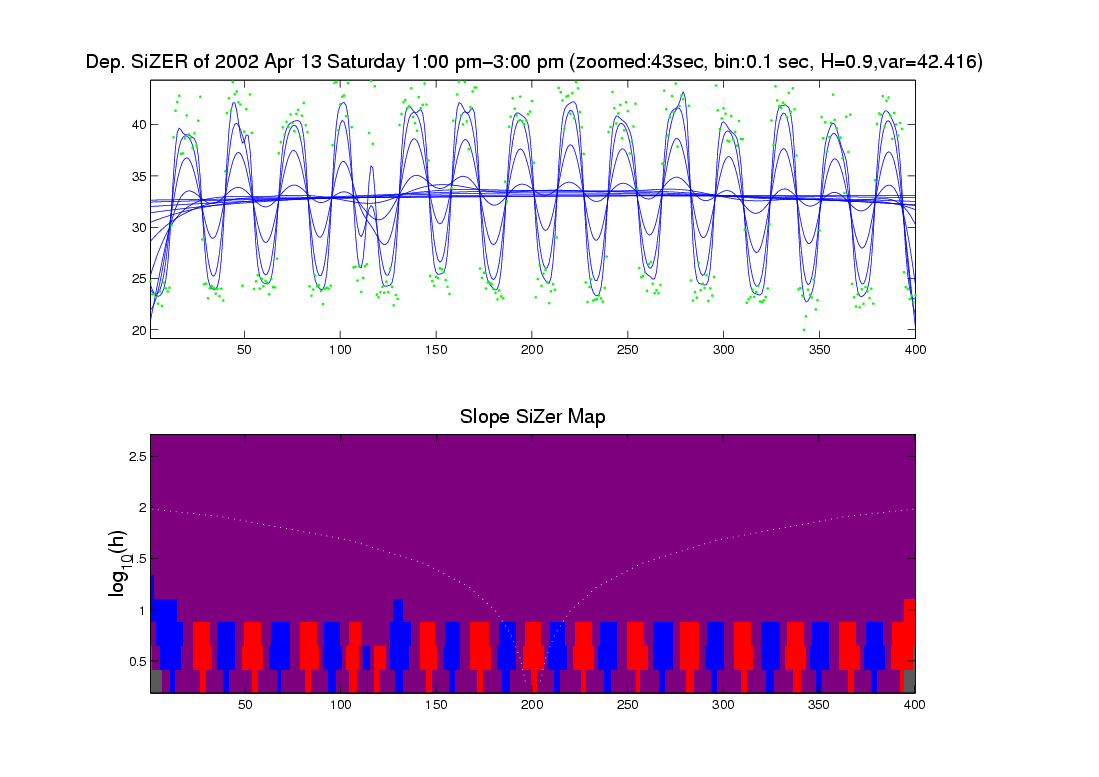 Dep. SiZER of 2002 Apr 13 Saturday 1:00 pm–3:00 pm (zoomed:43sec, bin:0.1 sec, H=0.9,var=42.416)
40
35
30
25
20
50 100 150 200 250 300 350 400
Slope SiZer Map
log10(h)
2.5
2
1.5
1
0.5
50 100 150 200 250 300 350 400